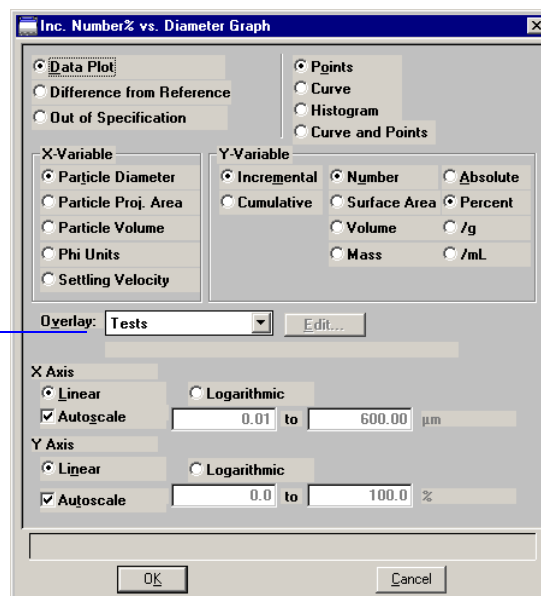 Inc. Number% vs. Diameter Graph
Data Plot
Difference from Reference
Out of Specification
Points
Curve
Histogram
Curve and Points
X-Variable
Particle Diameter
Particle Proj. Area
Particle Volume
Phi Units
Settling Velocity
Y-Variable
Incremental Number Absolute
Cumulative Surface Area Percent
Volume /g
Mass /mL
Overlay: Tests Edit...
X Axis
Linear Logarithmic
Autoscale 0.01 to 600.00 µm
Y Axis
Linear Logarithmic
Autoscale 0.0 to 100.0 %
OK Cancel